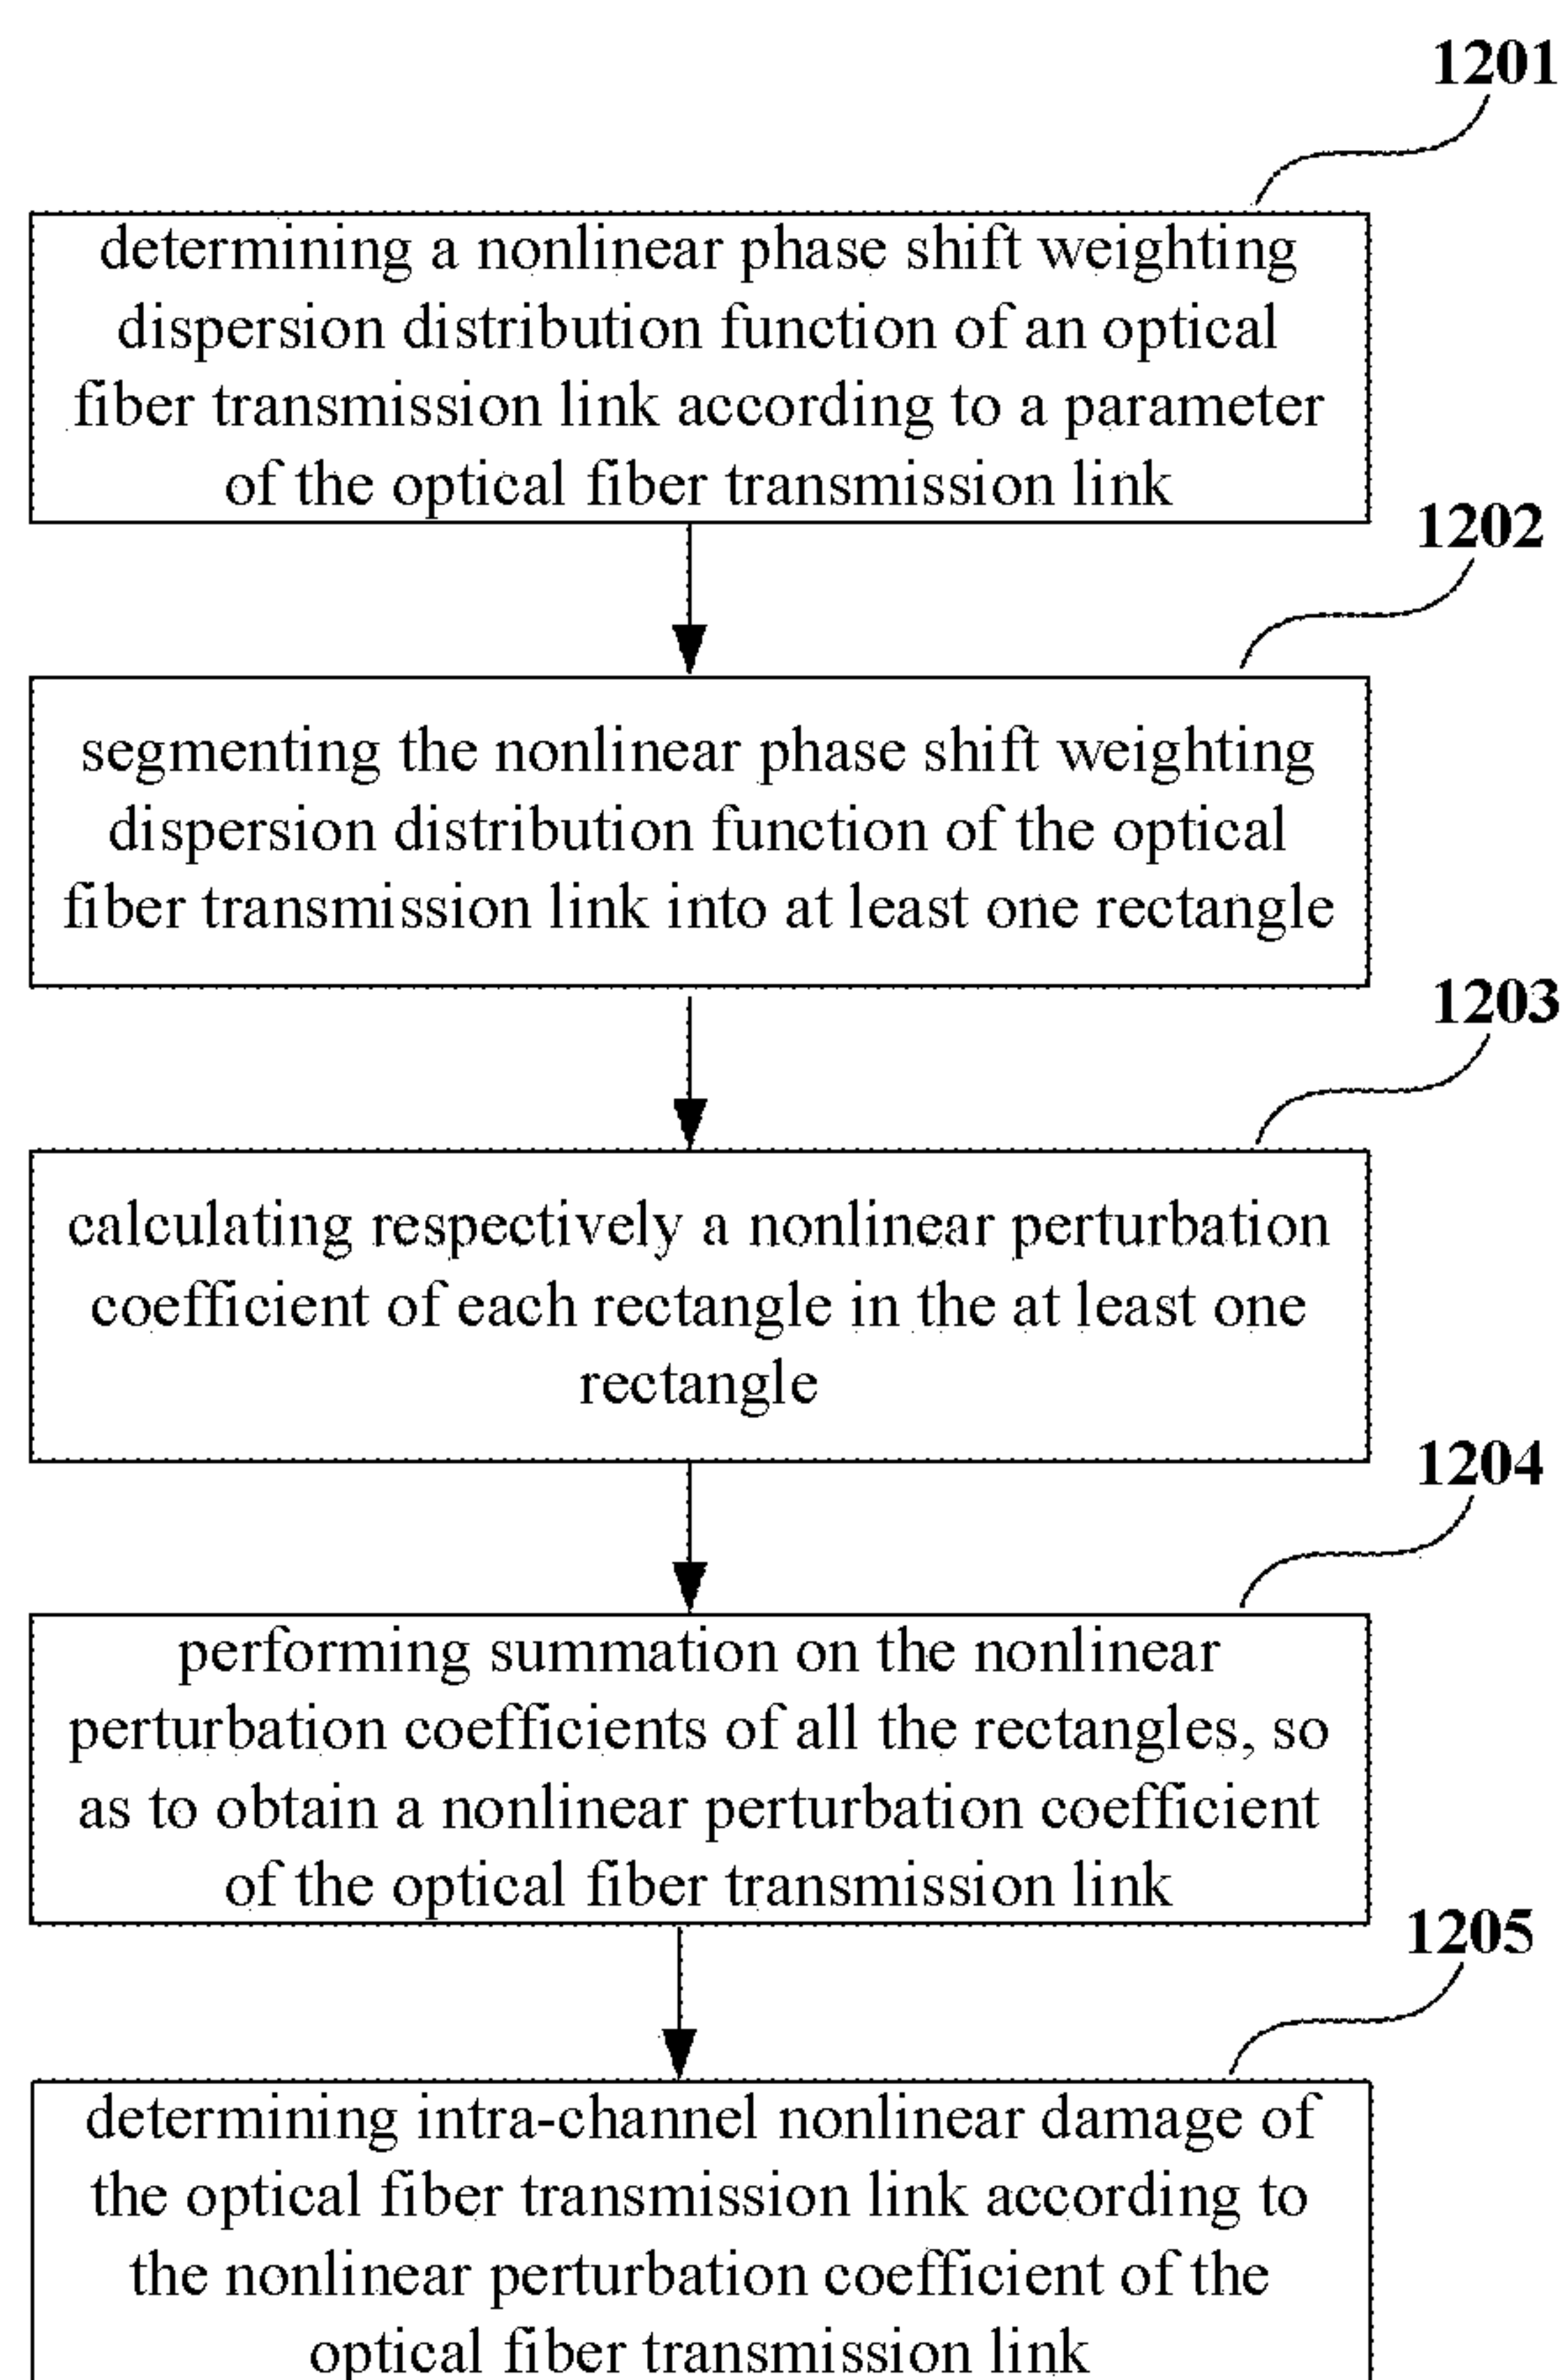 1201
determining a nonlinear phase shift weighting
dispersion distribution function of an optical
fiber transmission link according to a parameter
of the optical fiber transmission link
1202
segmenting the nonlinear phase shift weighting
dispersion distribution function of the optical
fiber transmission link into at least one rectangle
1203
calculating respectively a nonlinear perturbation
coefficient of each rectangle in the at least one
rectangle
1204
performing summation on the nonlinear
perturbation coefficients of all the rectangles, so
as to obtain a nonlinear perturbation coefficient
of the optical fiber transmission link
1205
determining intra-channel nonlinear damage of
the optical fiber transmission link according to
the nonlinear perturbation coefficient of the
optical fiber transmission link